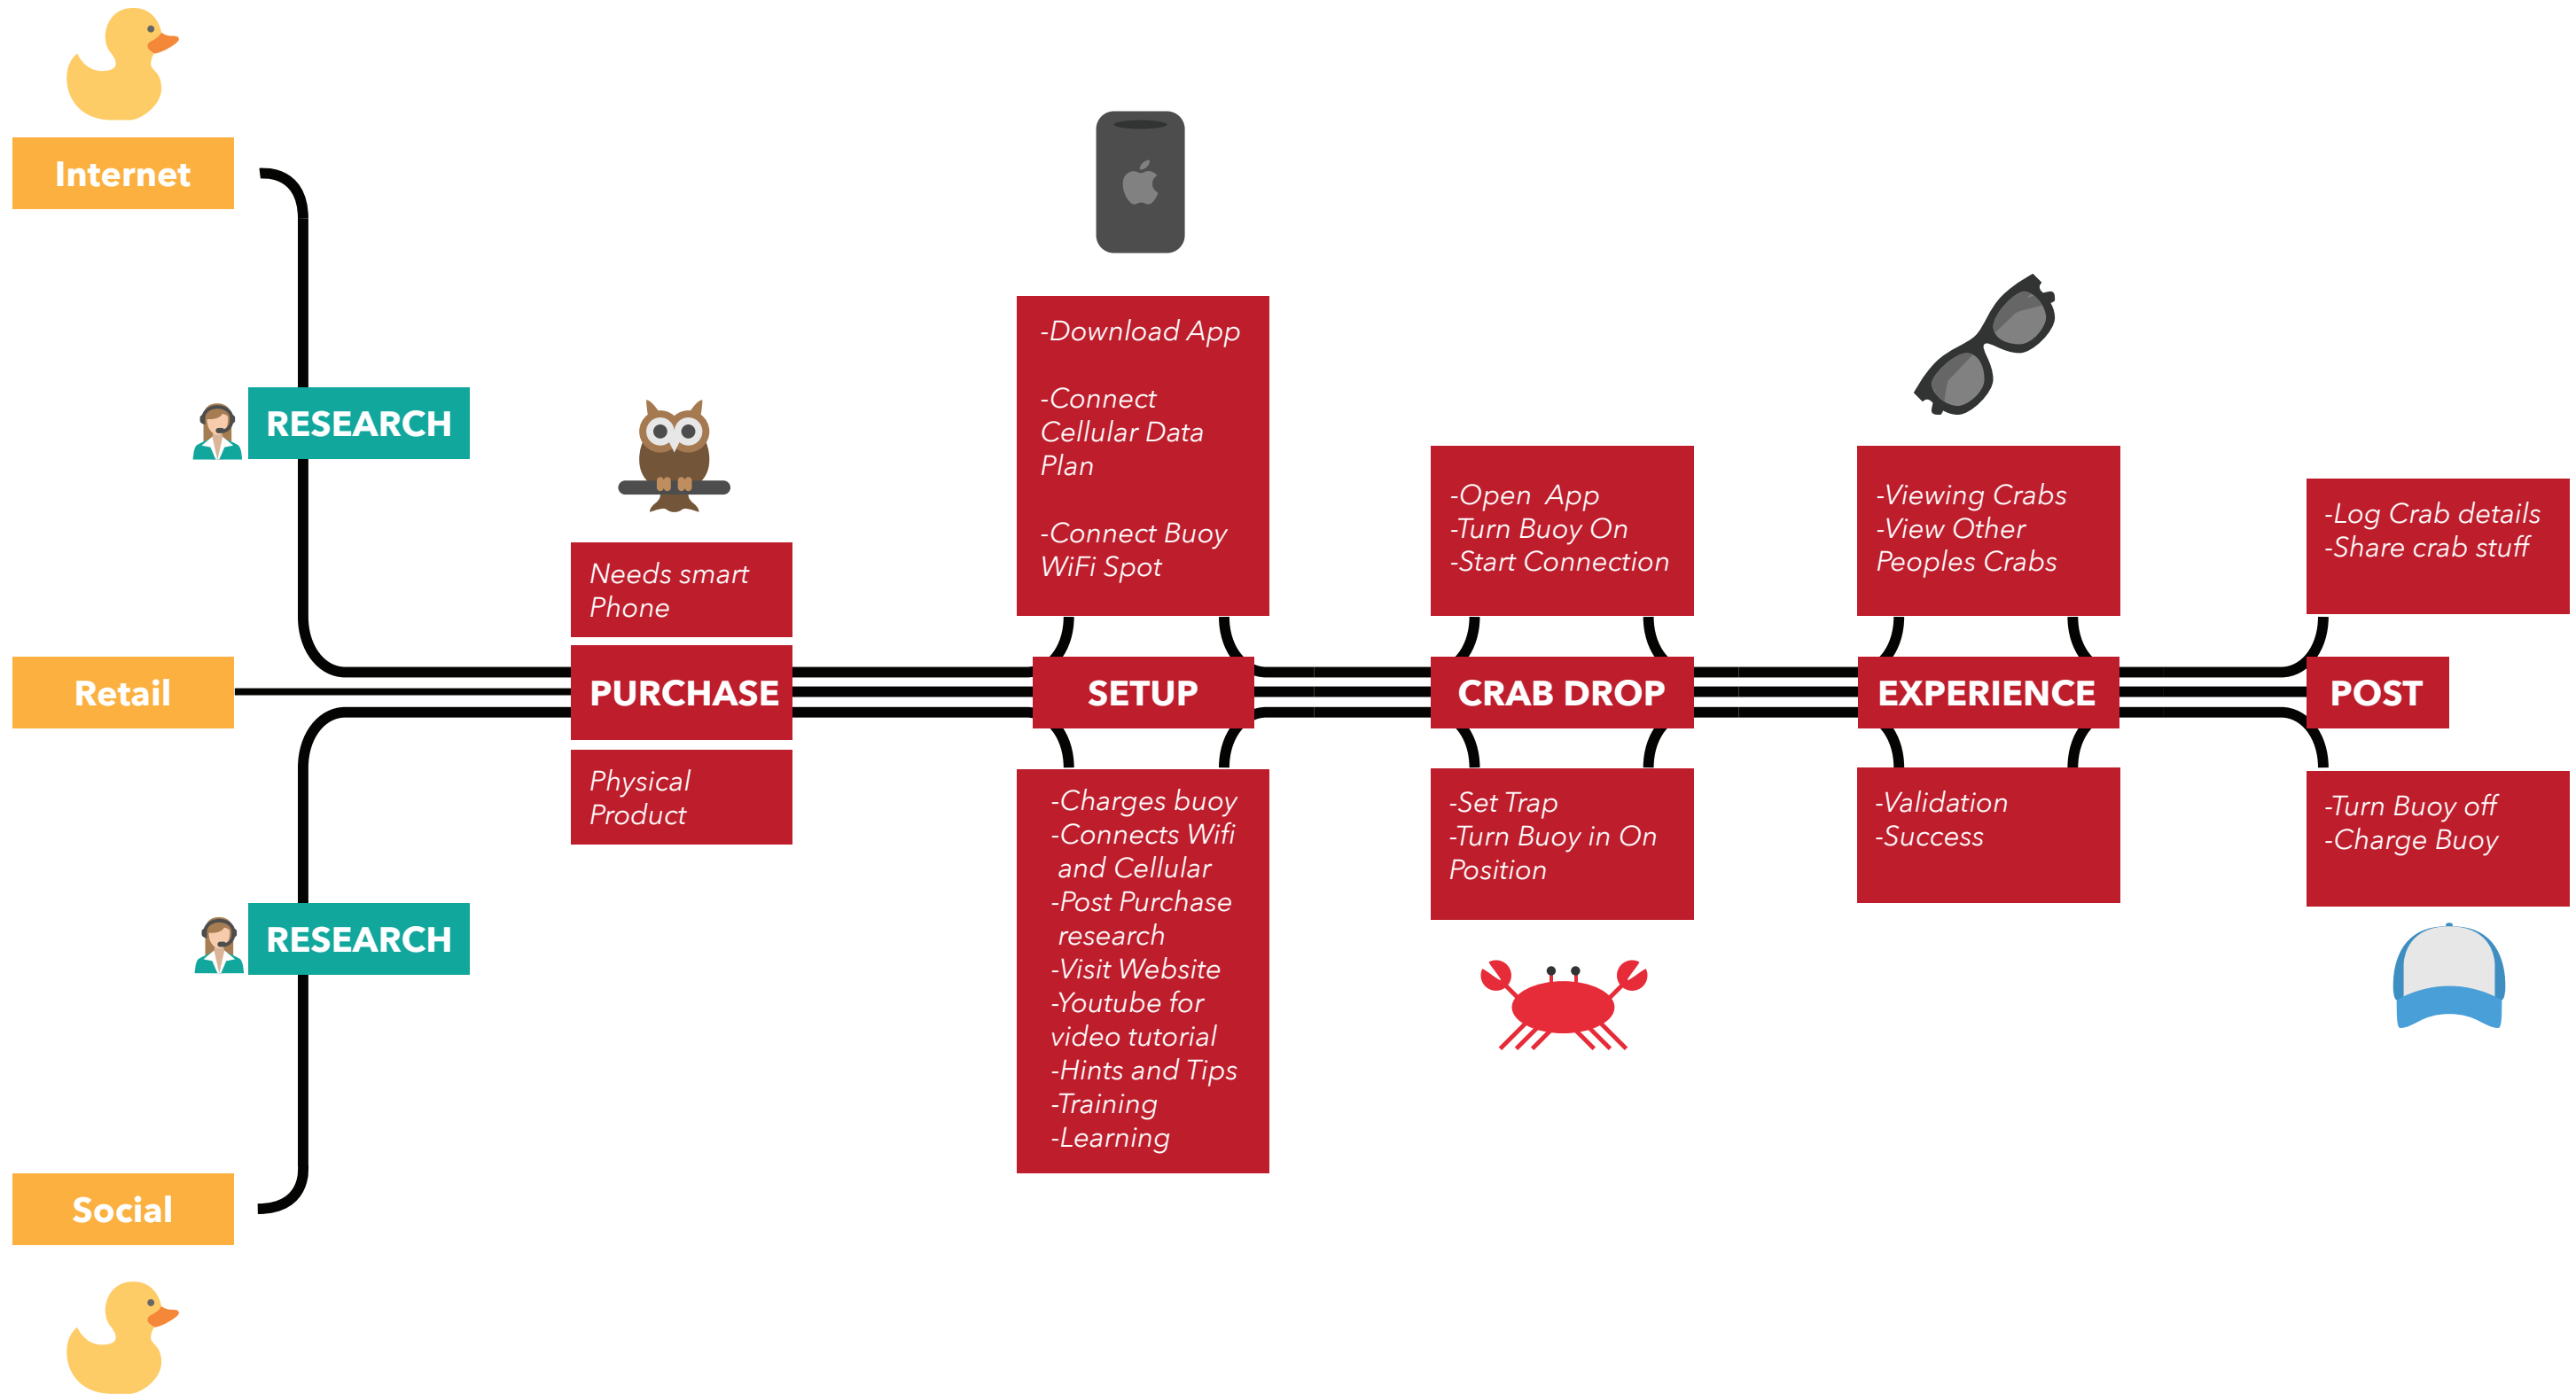 Internet
RESEARCH
Retail
RESEARCH
Social
Needs smart
Phone
PURCHASE
Physical
Product
-Download App
-Connect
Cellular Data
Plan
-Connect Buoy
WiFi Spot
SETUP
-Charges buoy
-Connects Wifi
and Cellular
-Post Purchase
research
-Visit Website
-Youtube for
video tutorial
-Hints and Tips
-Training
-Learning
-Open App
-Turn Buoy On
-Start Connection
CRAB DROP
-Set Trap
-Turn Buoy in On
Position
-Viewing Crabs
-View Other
Peoples Crabs
EXPERIENCE
-Validation
-Success
-Log Crab details
-Share crab stuff
POST
-Turn Buoy off
-Charge Buoy